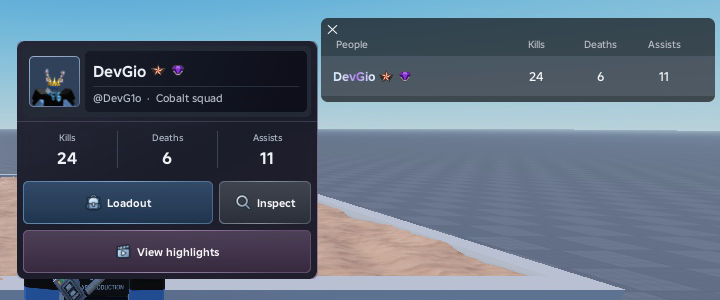 DevGio
@DevG1o · Cobalt squad
Kills Deaths Assists
24 6 11
Loadout
Inspect
View highlights
People Kills Deaths Assists
DevGio 24 6 11